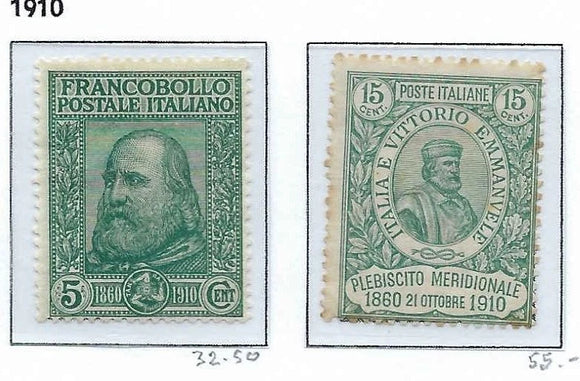 1910
FRANCOBOLLO
POSTALE ITALIANO
5 1860 1910 CENT
15 CENT. POSTE ITALIANE 15 CENT.
ITALIA E VITTORIO EMMANVELE
PLEBISCITO MERIDIONALE
1860 21 OTTOBRE 1910
32.50
55.-